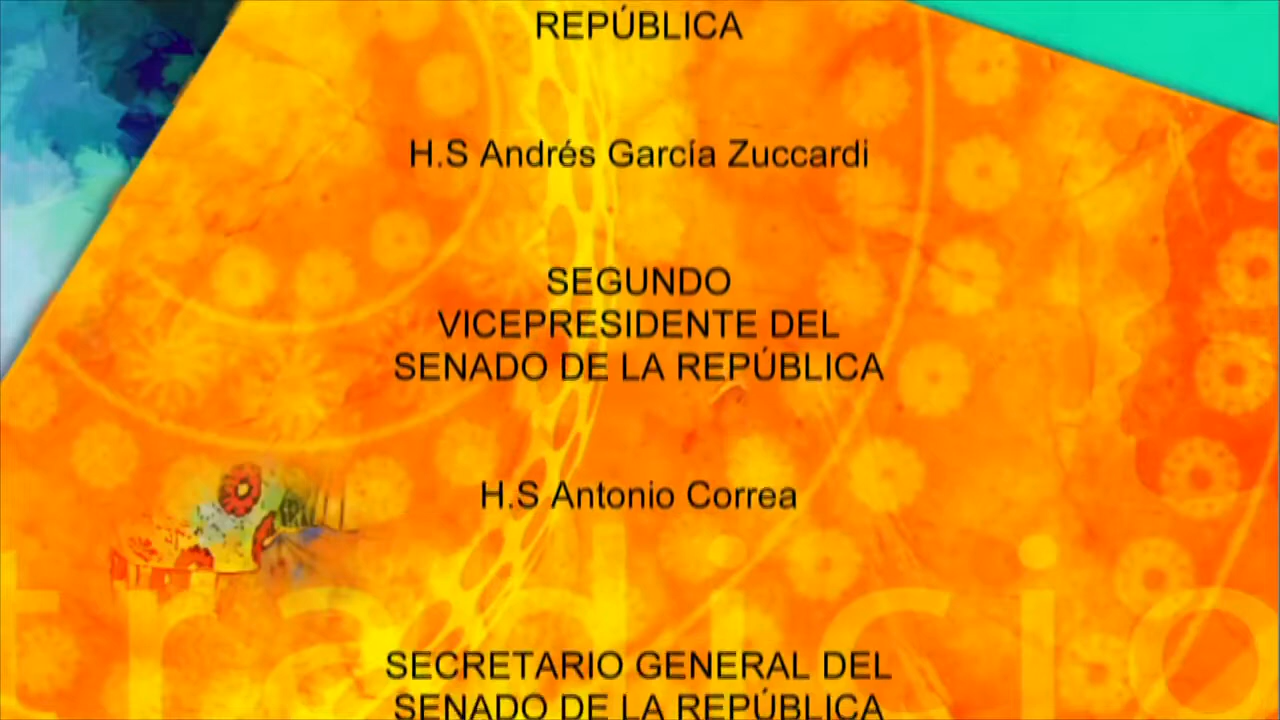 REPÚBLICA
H.S Andrés García Zuccardi
SEGUNDO
VICEPRESIDENTE DEL
SENADO DE LA REPÚBLICA
H.S Antonio Correa
tradicio
SECRETARIO GENERAL DEL
SENADO DE LA REPÚBLICA